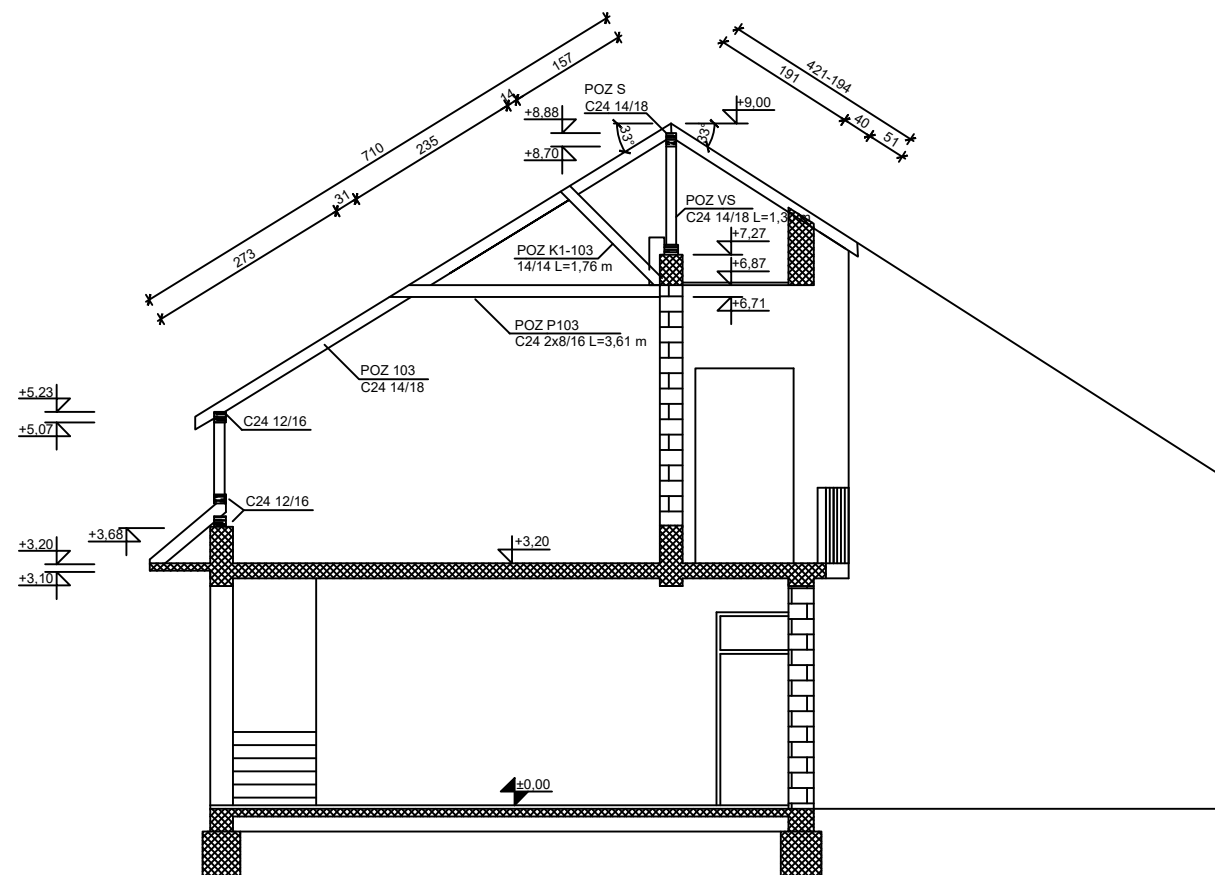 157
14
235
710
31
273
421-194
191
40
51
POZ S
C24 14/18
+9,00
+8,88
+8,70
33°
33°
POZ VS
C24 14/18 L=1,3
+7,27
POZ K1-103
14/14 L=1,76 m
+6,87
+6,71
POZ P103
C24 2x8/16 L=3,61 m
POZ 103
C24 14/18
+5,23
+5,07
C24 12/16
C24 12/16
+3,68
+3,20
+3,20
+3,10
±0,00